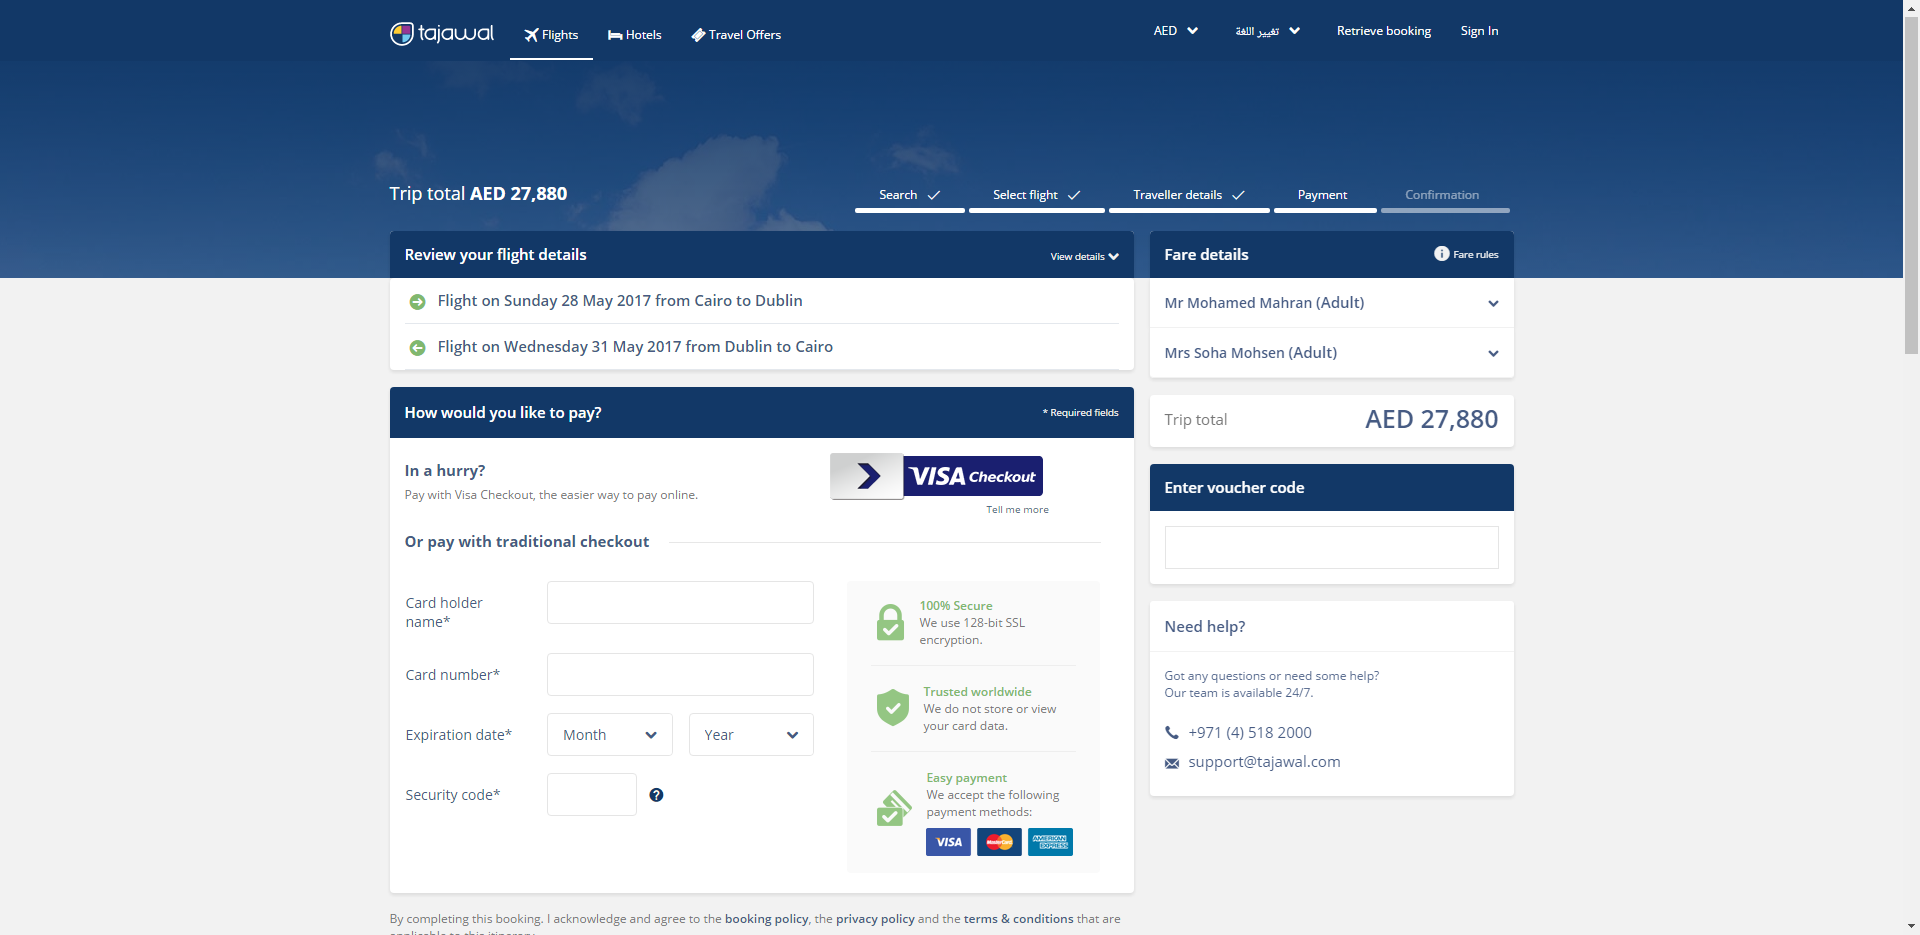 tajawal
Flights
Hotels
Travel Offers
AED
تغيير اللغة
Retrieve booking
Sign In
Trip total AED 27,880
Search
Select flight
Traveller details
Payment
Confirmation
Review your flight details
View details
Flight on Sunday 28 May 2017 from Cairo to Dublin
Flight on Wednesday 31 May 2017 from Dublin to Cairo
Fare details
Fare rules
Mr Mohamed Mahran (Adult)
Mrs Soha Mohsen (Adult)
Trip total
AED 27,880
How would you like to pay?
* Required fields
In a hurry?
Pay with Visa Checkout, the easier way to pay online.
VISA Checkout
Tell me more
Or pay with traditional checkout
Card holder
name*
Card number*
Expiration date*
Month
Year
Security code*
?
100% Secure
We use 128-bit SSL
encryption.
Trusted worldwide
We do not store or view
your card data.
Easy payment
We accept the following
payment methods:
VISA
MasterCard
AMERICAN
EXPRESS
Enter voucher code
Need help?
Got any questions or need some help?
Our team is available 24/7.
+971 (4) 518 2000
support@tajawal.com
By completing this booking. I acknowledge and agree to the booking policy, the privacy policy and the terms & conditions that are
applicable to this itinerary.